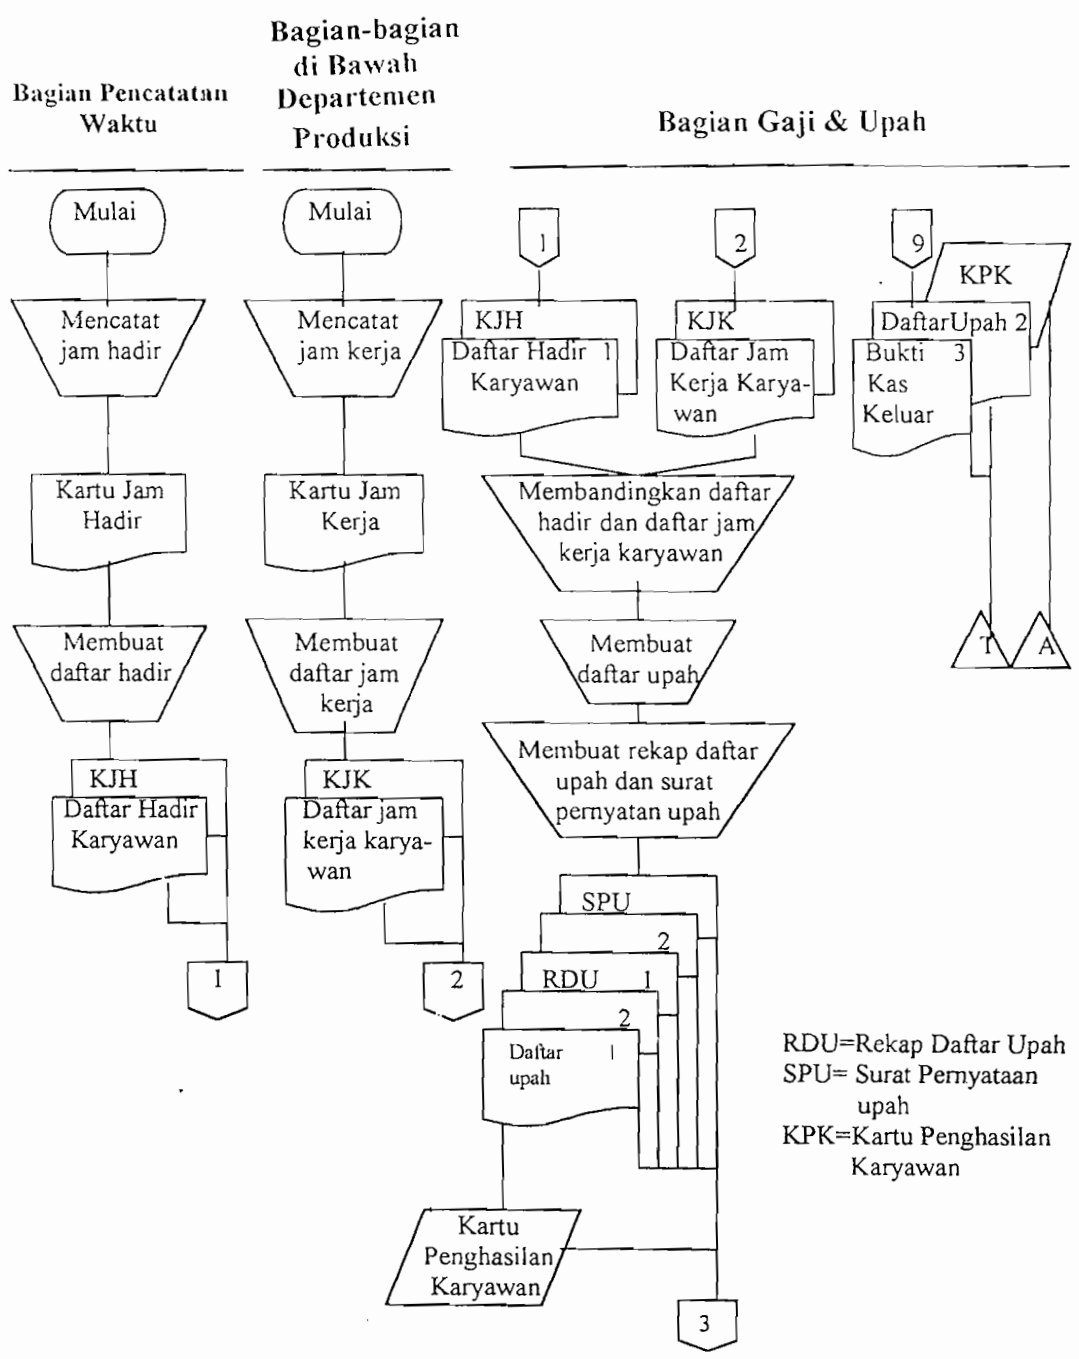 Bagian Pencatatan
Waktu
Bagian-bagian
di Bawah
Departemen
Produksi
Bagian Gaji & Upah
Mulai
Mencatat
jam hadir
Kartu Jam
Hadir
Membuat
daftar hadir
KJH
Daftar Hadir
Karyawan
1
Mulai
Mencatat
jam kerja
Kartu Jam
Kerja
Membuat
daftar jam
kerja
KJK
Daftar jam
kerja karya-
wan
2
1
KJH
Daftar Hadir 1
Karyawan
2
KJK
Daftar Jam
Kerja Karya-
wan
9
KPK
DaftarUpah 2
Bukti 3
Kas
Keluar
T
A
Membandingkan daftar
hadir dan daftar jam
kerja karyawan
Membuat
daftar upah
Membuat rekap daftar
upah dan surat
pernyatan upah
SPU
2
RDU 1
2
Daftar 1
upah
Kartu
Penghasilan
Karyawan
3
RDU=Rekap Daftar Upah
SPU= Surat Pernyataan
upah
KPK=Kartu Penghasilan
Karyawan